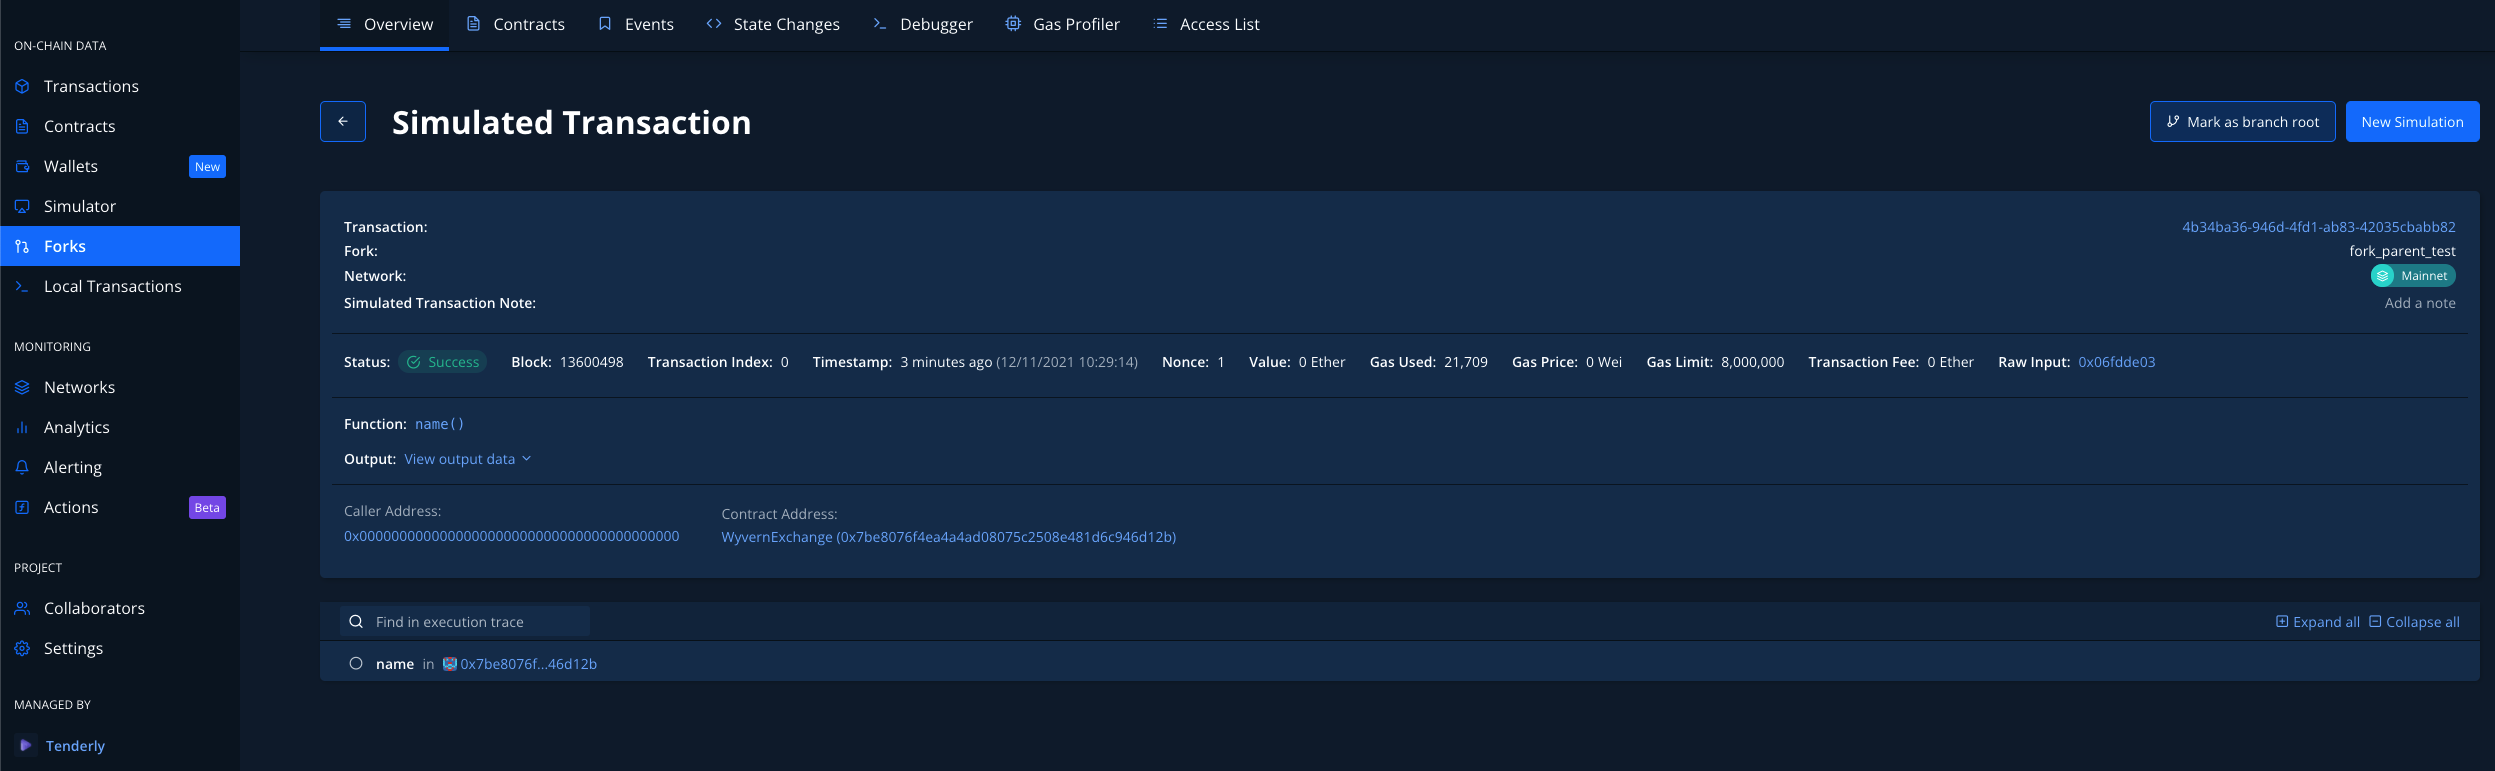 ON-CHAIN DATA
Transactions
Contracts
Wallets New
Simulator
Forks
Local Transactions
MONITORING
Networks
Analytics
Alerting
Actions Beta
PROJECT
Collaborators
Settings
MANAGED BY
Tenderly
Overview Contracts Events State Changes Debugger Gas Profiler Access List
Simulated Transaction
Mark as branch root New Simulation
Transaction: 4b34ba36-946d-4fd1-ab83-42035cbabb82
Fork: fork_parent_test
Network: Mainnet
Simulated Transaction Note: Add a note
Status: Success Block: 13600498 Transaction Index: 0 Timestamp: 3 minutes ago (12/11/2021 10:29:14) Nonce: 1 Value: 0 Ether Gas Used: 21,709 Gas Price: 0 Wei Gas Limit: 8,000,000 Transaction Fee: 0 Ether Raw Input: 0x06fdde03
Function: name()
Output: View output data
Caller Address:
0x0000000000000000000000000000000000000000
Contract Address:
WyvernExchange (0x7be8076f4ea4a4ad08075c2508e481d6c946d12b)
Find in execution trace Expand all Collapse all
name in 0x7be8076f...46d12b